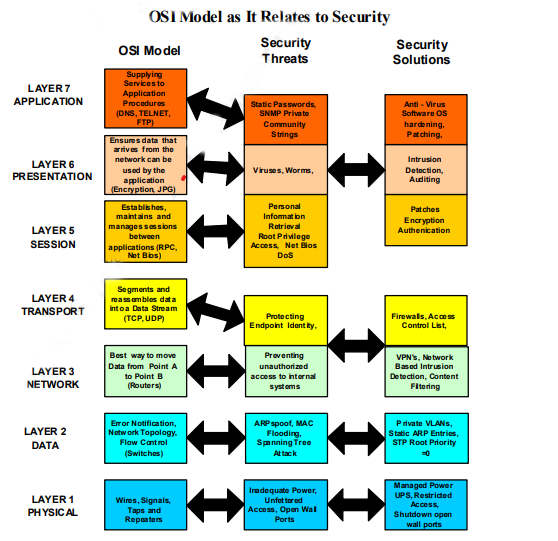 OSI Model as It Relates to Security
OSI Model
Security
Threats
Security
Solutions
LAYER 7
APPLICATION
Supplying
Services to
Application
Procedures
(DNS, TELNET,
FTP)
Static Passwords,
SNMP Private
Community
Strings
Anti - Virus
Software OS
hardening,
Patching,
LAYER 6
PRESENTATION
Ensures data that
arrives from the
network can be
used by the
application
(Encryption, JPG)
Viruses, Worms,
Intrusion
Detection,
Auditing
LAYER 5
SESSION
Establishes,
maintains and
manages sessions
between
applications (RPC,
Net Bios)
Personal
Information
Retrieval
Root Privilege
Access, Net Bios
DoS
Patches
Encryption
Authenication
LAYER 4
TRANSPORT
Segments and
reassembles data
into a Data Stream
(TCP, UDP)
Protecting
Endpoint Identity,
Firewalls, Access
Control List,
LAYER 3
NETWORK
Best way to move
Data from Point A
to Point B
(Routers)
Preventing
unauthorized
access to internal
systems
VPN's, Network
Based Intrusion
Detection, Content
Filtering
LAYER 2
DATA
Error Notification,
Network Topology,
Flow Control
(Switches)
ARPspoof, MAC
Flooding,
Spanning Tree
Attack
Private VLANs,
Static ARP Entries,
STP Root Priority
=0
LAYER 1
PHYSICAL
Wires, Signals,
Taps and
Repeaters
Inadequate Power,
Unfettered
Access, Open Wall
Ports
Managed Power
UPS, Restricted
Access,
Shutdown open
wall ports